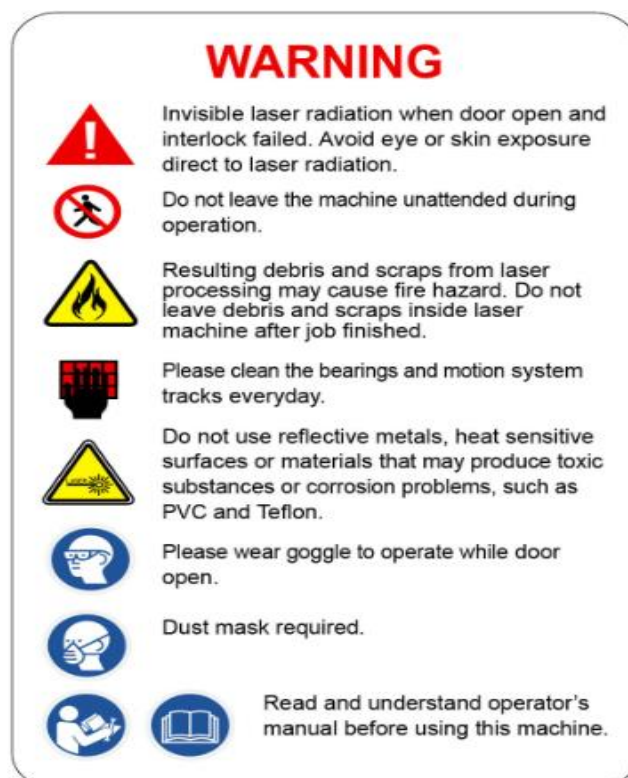 WARNING
Invisible laser radiation when door open and
interlock failed. Avoid eye or skin exposure
direct to laser radiation.
Do not leave the machine unattended during
operation.
Resulting debris and scraps from laser
processing may cause fire hazard. Do not
leave debris and scraps inside laser
machine after job finished.
Please clean the bearings and motion system
tracks everyday.
Do not use reflective metals, heat sensitive
surfaces or materials that may produce toxic
substances or corrosion problems, such as
PVC and Teflon.
Please wear goggle to operate while door
open.
Dust mask required.
Read and understand operator's
manual before using this machine.